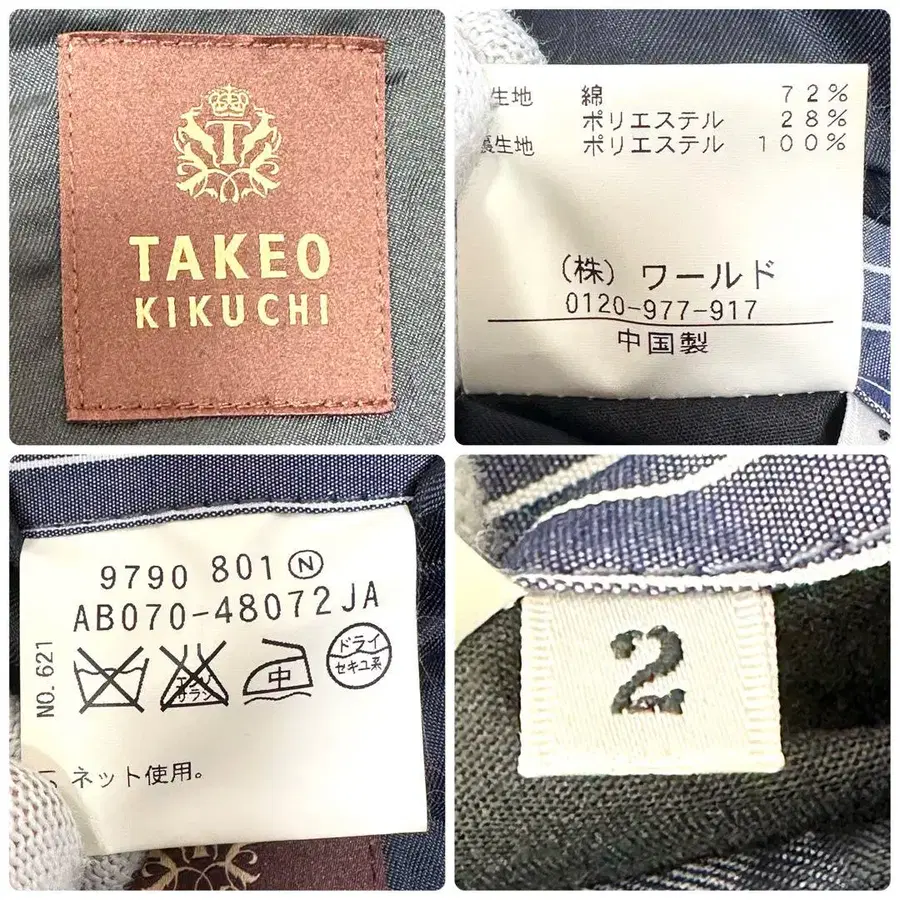 T
TAKEO
KIKUCHI
生地 綿 72%
ポリエステル 28%
裏生地 ポリエステル 100%
(株) ワールド
0120-977-917
中国製
9790 801 Ⓝ
AB070-48072JA
NO. 621
中
ドライ
セキユ系
ネット使用。
2